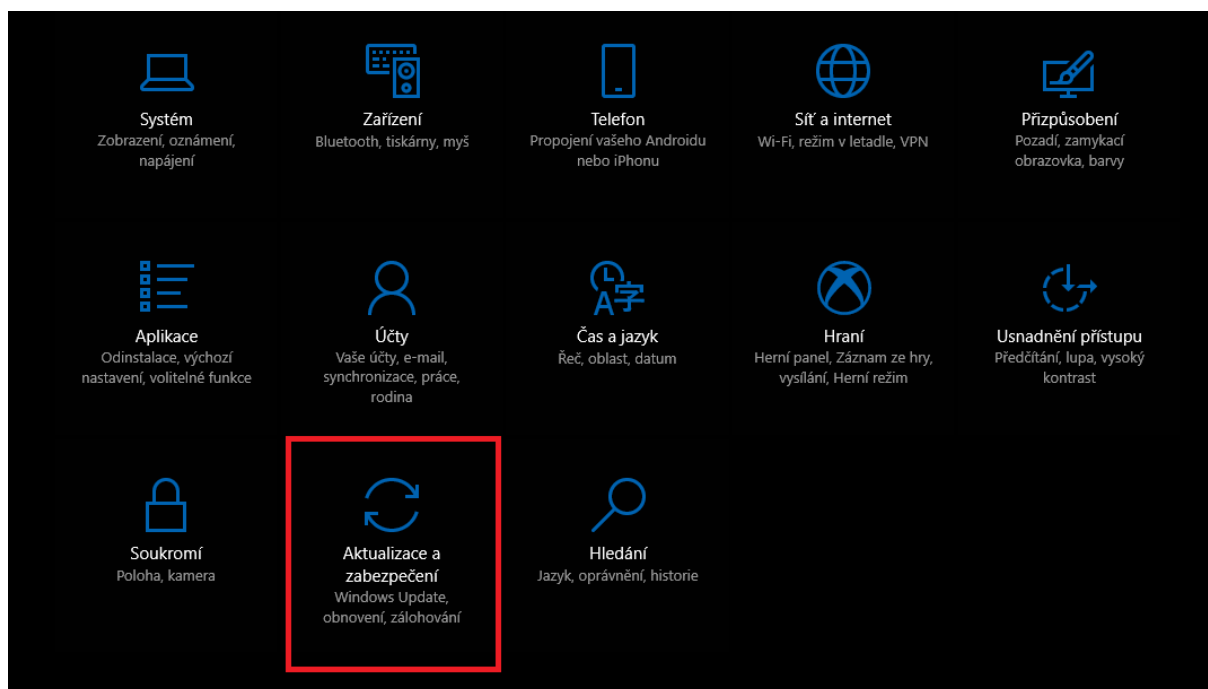 Systém
Zobrazení, oznámení,
napájení
Zařízení
Bluetooth, tiskárny, myš
Telefon
Propojení vašeho Androidu
nebo iPhonu
Síť a internet
Wi-Fi, režim v letadle, VPN
Přizpůsobení
Pozadí, zamykací
obrazovka, barvy
Aplikace
Odinstalace, výchozí
nastavení, volitelné funkce
Účty
Vaše účty, e-mail,
synchronizace, práce,
rodina
Čas a jazyk
Řeč, oblast, datum
Hraní
Herní panel, Záznam ze hry,
vysílání, Herní režim
Usnadnění přístupu
Předčítání, lupa, vysoký
kontrast
Soukromí
Poloha, kamera
Aktualizace a
zabezpečení
Windows Update,
obnovení, zálohování
Hledání
Jazyk, oprávnění, historie